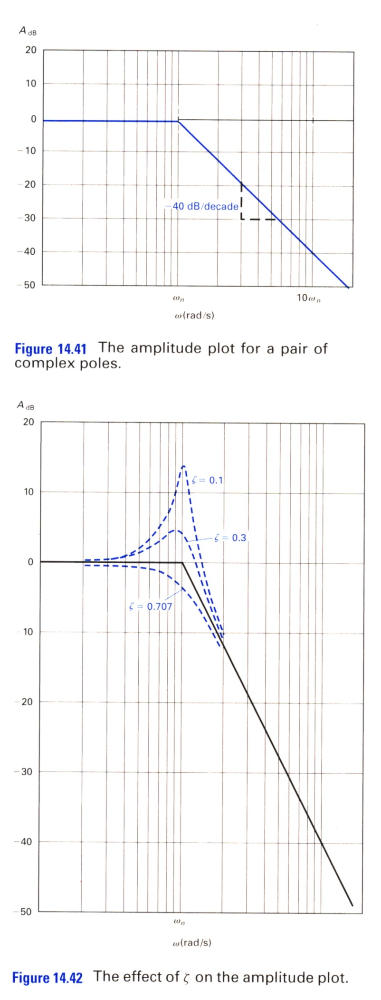 A dB
20
10
0
−10
−20
−40 dB/decade
−30
−40
−50
ωn 10ωn
ω(rad/s)
Figure 14.41 The amplitude plot for a pair of
complex poles.
A dB
20
ζ = 0.1
10
ζ = 0.3
0
ζ = 0.707
10
−20
−30
−40
−50
ωn
ω(rad/s)
Figure 14.42 The effect of ζ on the amplitude plot.